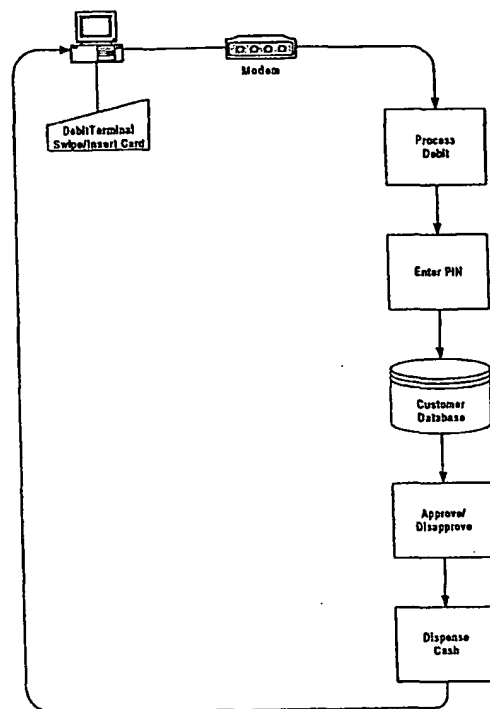 Modem
DebitTerminal
Swipe/Insert Card
Process
Debit
Enter PIN
Customer
Database
Approve/
Disapprove
Dispense
Cash